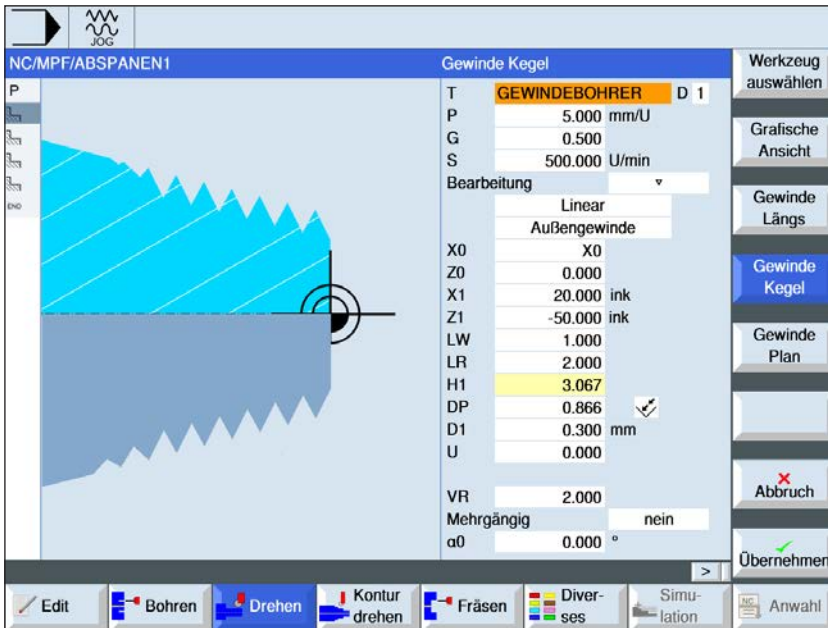 JOG
NC/MPF/ABSPANEN1
P
END
Gewinde Kegel
T GEWINDEBOHRER D 1
P 5.000 mm/U
G 0.500
S 500.000 U/min
Bearbeitung ▿
Linear
Außengewinde
X0 X0
Z0 0.000
X1 20.000 ink
Z1 -50.000 ink
LW 1.000
LR 2.000
H1 3.067
DP 0.866
D1 0.300 mm
U 0.000
VR 2.000
Mehrgängig nein
α0 0.000 °
>
Werkzeug
auswählen
Grafische
Ansicht
Gewinde
Längs
Gewinde
Kegel
Gewinde
Plan
Abbruch
Übernehmen
Edit
Bohren
Drehen
Kontur
drehen
Fräsen
Diver-
ses
Simu-
lation
NC
Anwahl